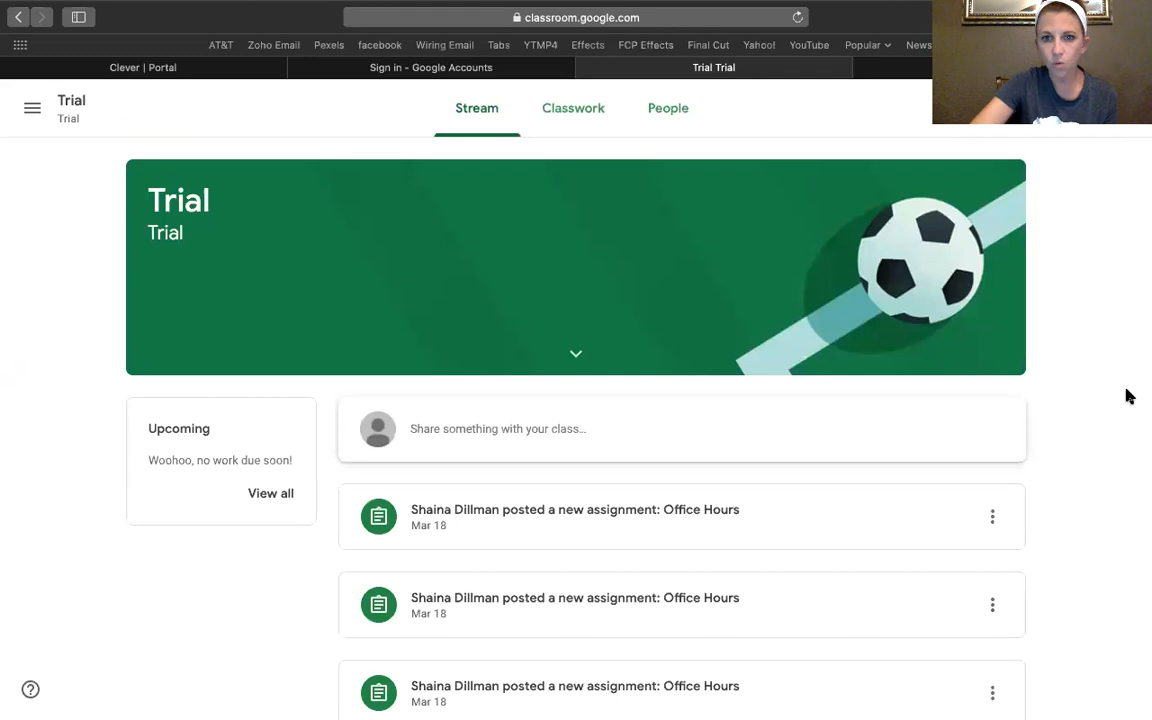 classroom.google.com
AT&T Zoho Email Pexels facebook Wiring Email Tabs YTMP4 Effects FCP Effects Final Cut Yahoo! YouTube Popular News
Clever | Portal Sign in - Google Accounts Trial Trial
Trial
Trial
Stream Classwork People
Trial
Trial
Upcoming
Woohoo, no work due soon!
View all
Share something with your class...
Shaina Dillman posted a new assignment: Office Hours
Mar 18
Shaina Dillman posted a new assignment: Office Hours
Mar 18
Shaina Dillman posted a new assignment: Office Hours
Mar 18